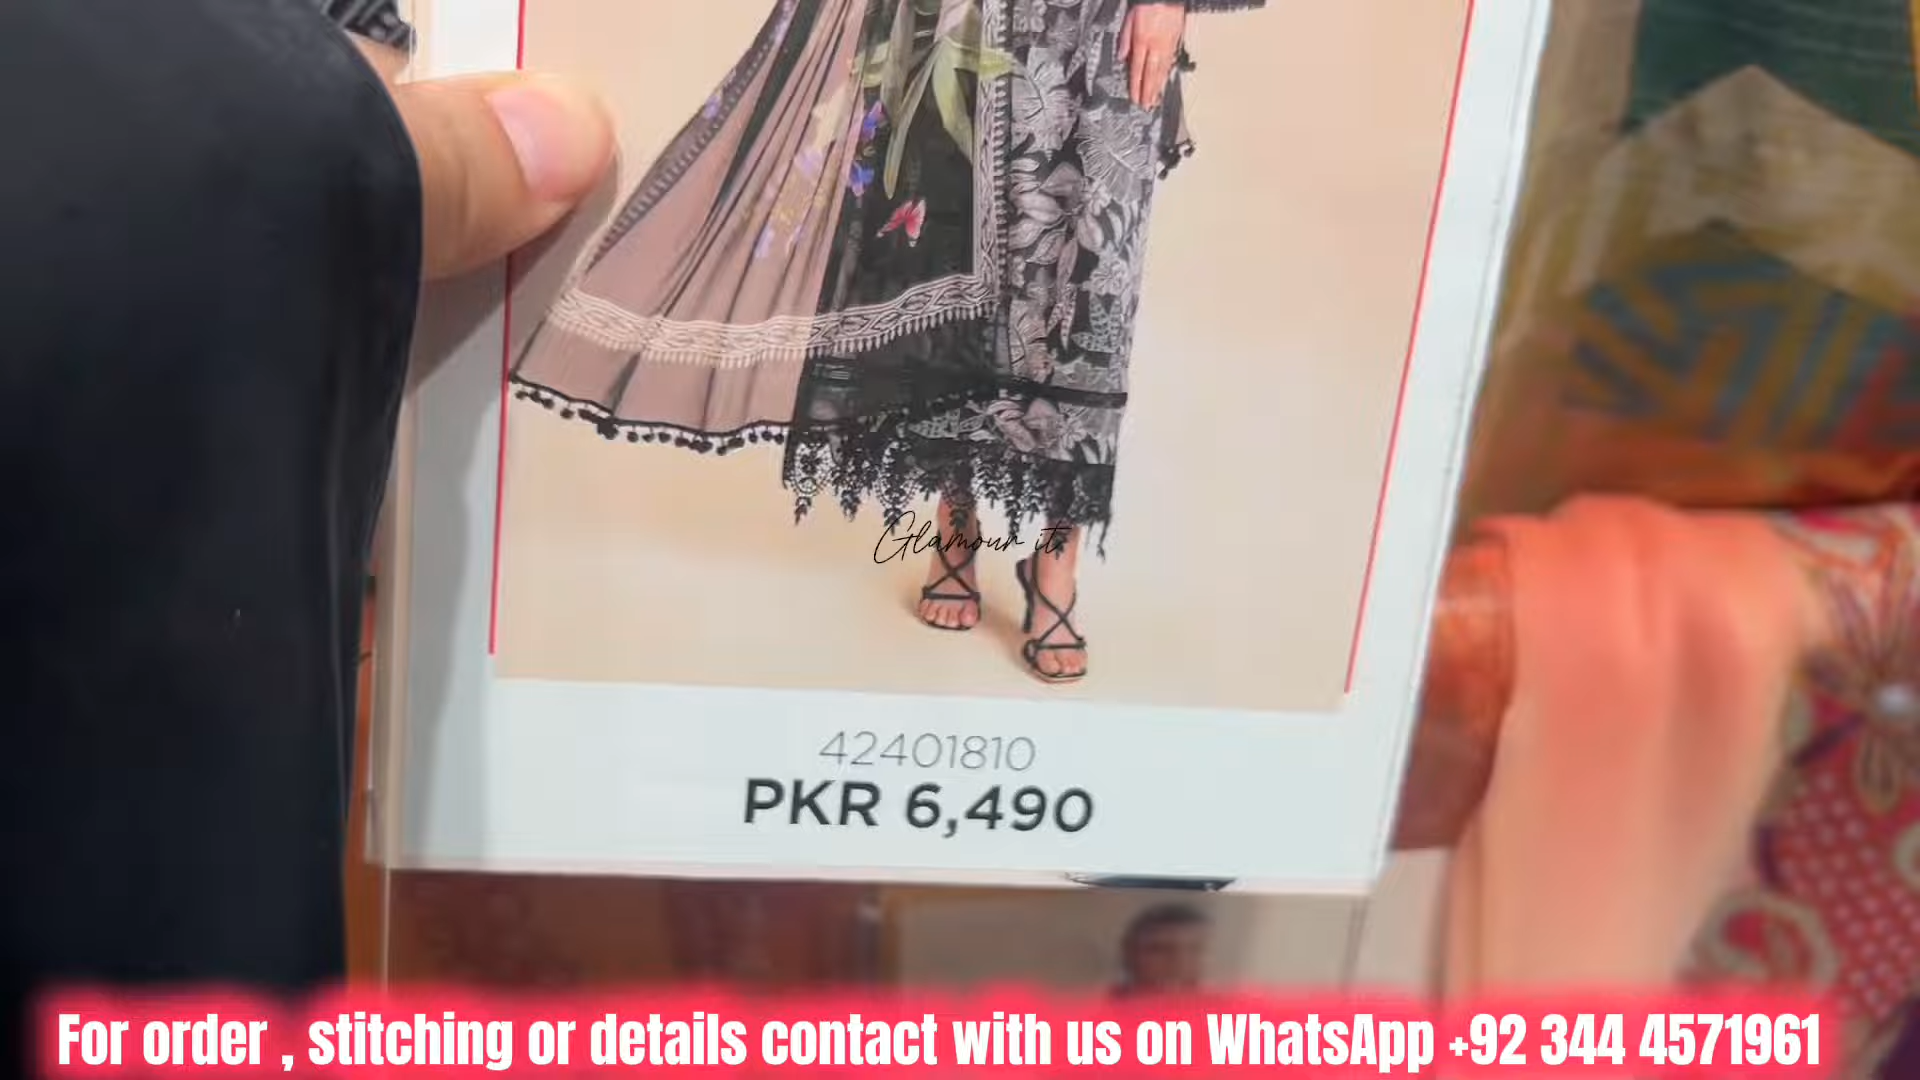 Glamour it
42401810
PKR 6,490
For order , stitching or details contact with us on WhatsApp +92 344 4571961